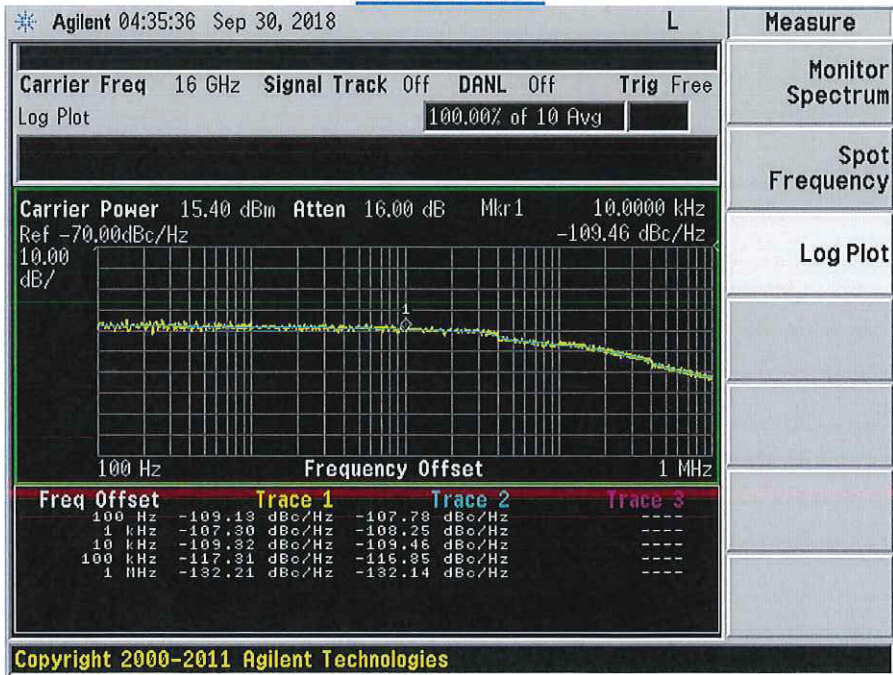 Agilent 04:35:36 Sep 30, 2018 L
Measure
Carrier Freq 16 GHz Signal Track Off DANL Off Trig Free
Log Plot 100.00% of 10 Avg
Carrier Power 15.40 dBm Atten 16.00 dB Mkr1 10.0000 kHz
Ref -70.00dBc/Hz -109.46 dBc/Hz
10.00
dB/
1
100 Hz Frequency Offset 1 MHz
Freq Offset Trace 1 Trace 2 Trace 3
100 Hz -109.13 dBc/Hz -107.78 dBc/Hz ----
1 kHz -107.30 dBc/Hz -108.25 dBc/Hz ----
10 kHz -109.32 dBc/Hz -109.46 dBc/Hz ----
100 kHz -117.31 dBc/Hz -116.85 dBc/Hz ----
1 MHz -132.21 dBc/Hz -132.14 dBc/Hz ----
Copyright 2000-2011 Agilent Technologies
Monitor
Spectrum
Spot
Frequency
Log Plot